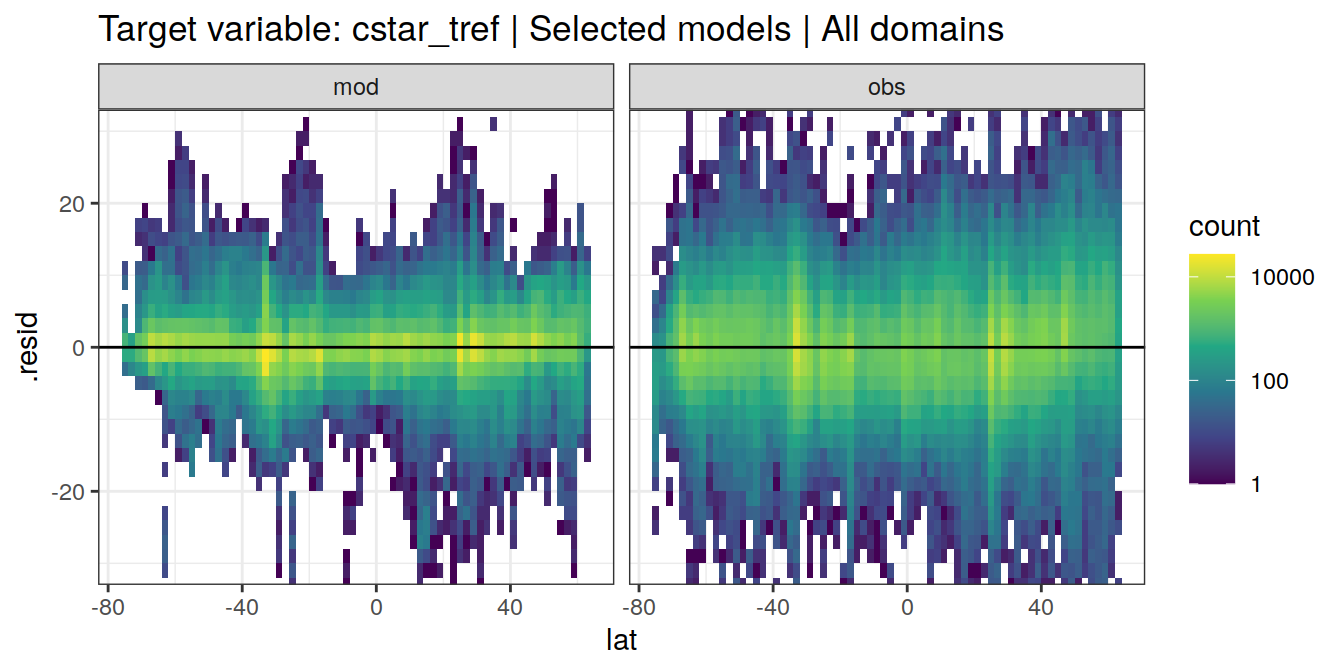 Target variable: cstar_tref | Selected models | All domains
mod
obs
.resid
20
0
-20
-80
-40
0
40
-80
-40
0
40
lat
count
10000
100
1